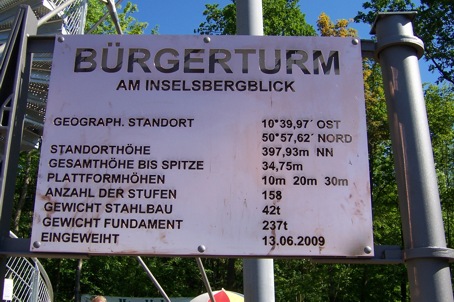 BÜRGERTURM
AM INSELSBERGBLICK
GEOGRAPH. STANDORT 10°39,97´ OST
50°57,62´ NORD
STANDORTHÖHE 397,93m NN
GESAMTHÖHE BIS SPITZE 34,75m
PLATTFORMHÖHEN 10m 20m 30m
ANZAHL DER STUFEN 158
GEWICHT STAHLBAU 42t
GEWICHT FUNDAMENT 237t
EINGEWEIHT 13.06.2009